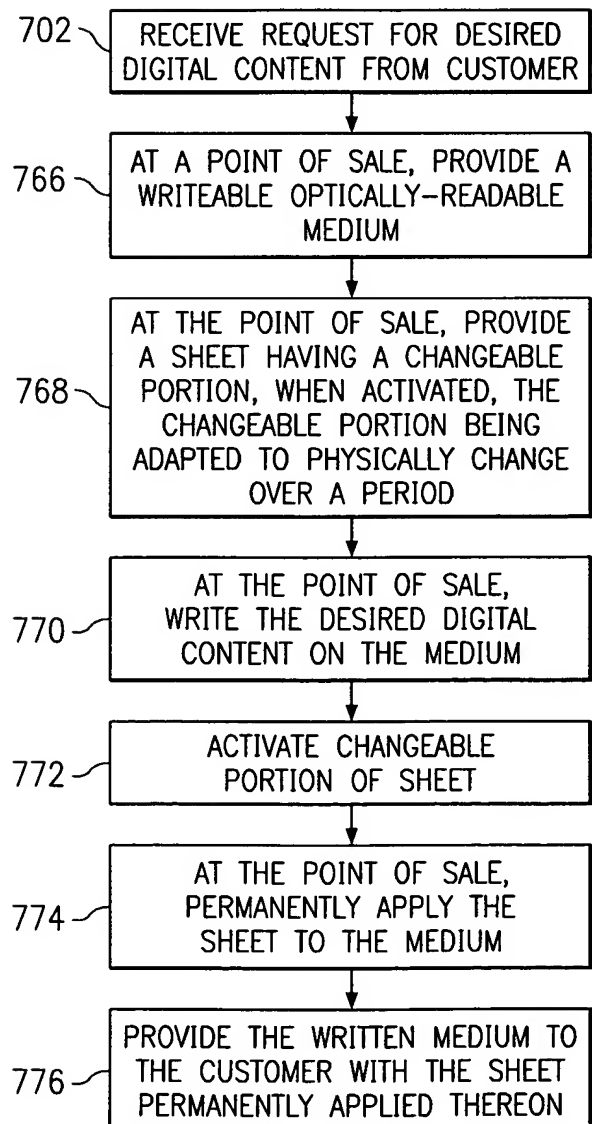 702
RECEIVE REQUEST FOR DESIRED
DIGITAL CONTENT FROM CUSTOMER
766
AT A POINT OF SALE, PROVIDE A
WRITEABLE OPTICALLY-READABLE
MEDIUM
768
AT THE POINT OF SALE, PROVIDE
A SHEET HAVING A CHANGEABLE
PORTION, WHEN ACTIVATED, THE
CHANGEABLE PORTION BEING
ADAPTED TO PHYSICALLY CHANGE
OVER A PERIOD
770
AT THE POINT OF SALE,
WRITE THE DESIRED DIGITAL
CONTENT ON THE MEDIUM
772
ACTIVATE CHANGEABLE
PORTION OF SHEET
774
AT THE POINT OF SALE,
PERMANENTLY APPLY THE
SHEET TO THE MEDIUM
776
PROVIDE THE WRITTEN MEDIUM TO
THE CUSTOMER WITH THE SHEET
PERMANENTLY APPLIED THEREON